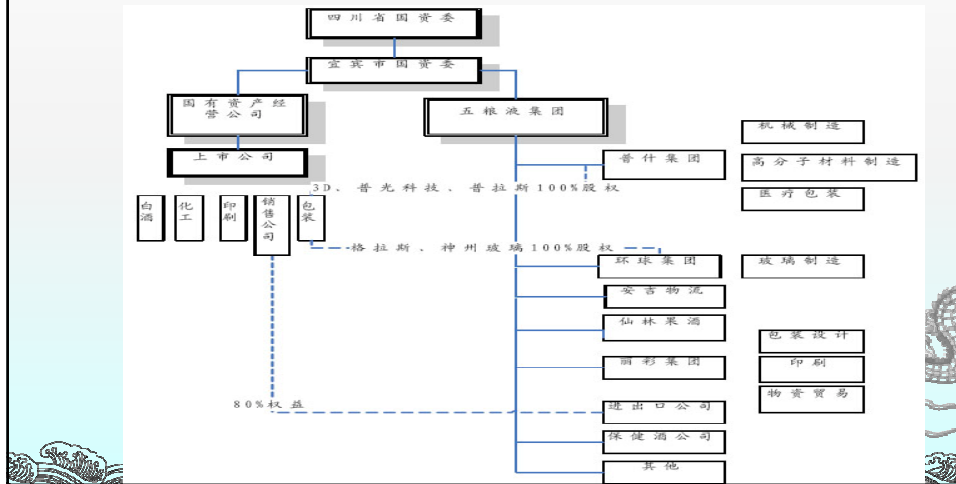 四川省国资委
宜宾市国资委
国有资产经
营公司
五粮液集团
机械制造
上市公司
普什集团
高分子材料制造
3D、普光科技、普拉斯100%股权
医疗包装
白酒
化工
印刷
销售公司
包装
格拉斯、神州玻璃100%股权
环球集团
玻璃制造
安吉物流
仙林果酒
包装设计
丽彩集团
印刷
物资贸易
80%权益
进出口公司
保健酒公司
其他